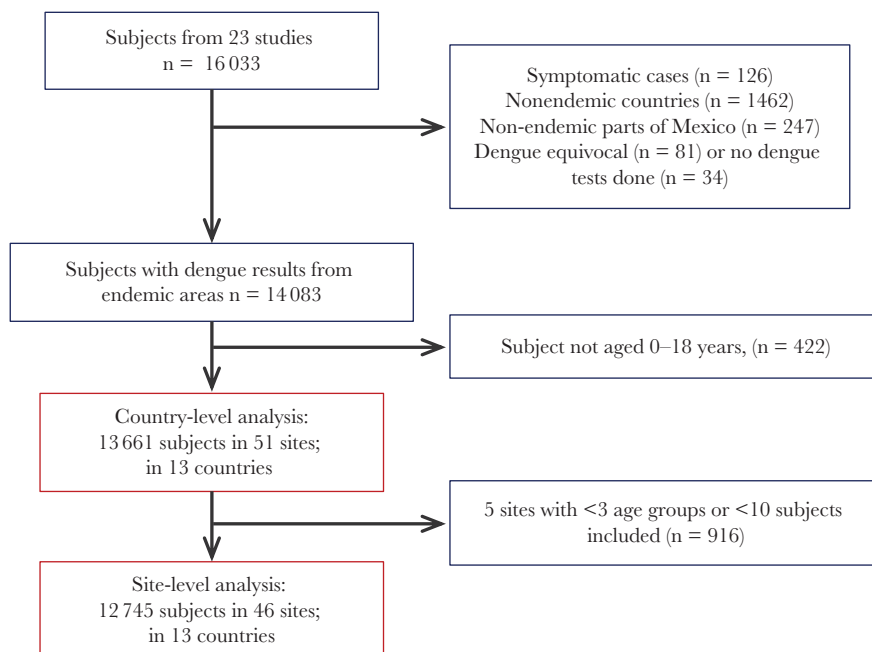 Subjects from 23 studies
n = 16 033
Symptomatic cases (n = 126)
Nonendemic countries (n = 1462)
Non-endemic parts of Mexico (n = 247)
Dengue equivocal (n = 81) or no dengue
tests done (n = 34)
Subjects with dengue results from
endemic areas n = 14 083
Subject not aged 0–18 years, (n = 422)
Country-level analysis:
13 661 subjects in 51 sites;
in 13 countries
5 sites with <3 age groups or <10 subjects
included (n = 916)
Site-level analysis:
12 745 subjects in 46 sites;
in 13 countries